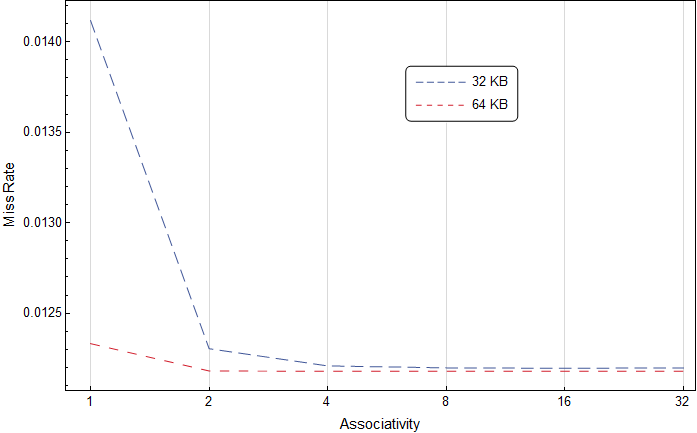 0.0140
0.0135
0.0130
0.0125
Miss Rate
32 KB
64 KB
1 2 4 8 16 32
Associativity